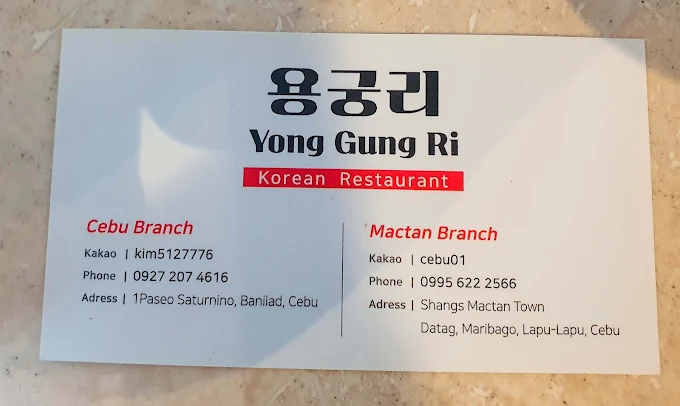 용궁리
Yong Gung Ri
Korean Restaurant
Cebu Branch
Kakao | kim5127776
Phone | 0927 207 4616
Adress | 1Paseo Saturnino, Banilad, Cebu
Mactan Branch
Kakao | cebu01
Phone | 0995 622 2566
Adress | Shangs Mactan Town
Datag, Maribago, Lapu-Lapu, Cebu